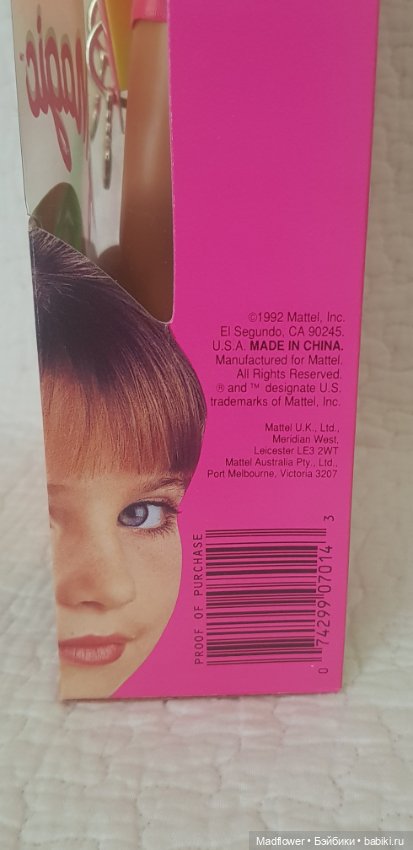 Magic™
©1992 Mattel, Inc.
El Segundo, CA 90245.
U.S.A. MADE IN CHINA.
Manufactured for Mattel.
All Rights Reserved.
® and ™ designate U.S.
trademarks of Mattel, Inc.
Mattel U.K., Ltd.,
Meridian West,
Leicester LE3 2WT
Mattel Australia Pty., Ltd.,
Port Melbourne, Victoria 3207
PROOF OF PURCHASE
0 74299 07014 3
Madflower • Бэйбики • babiki.ru